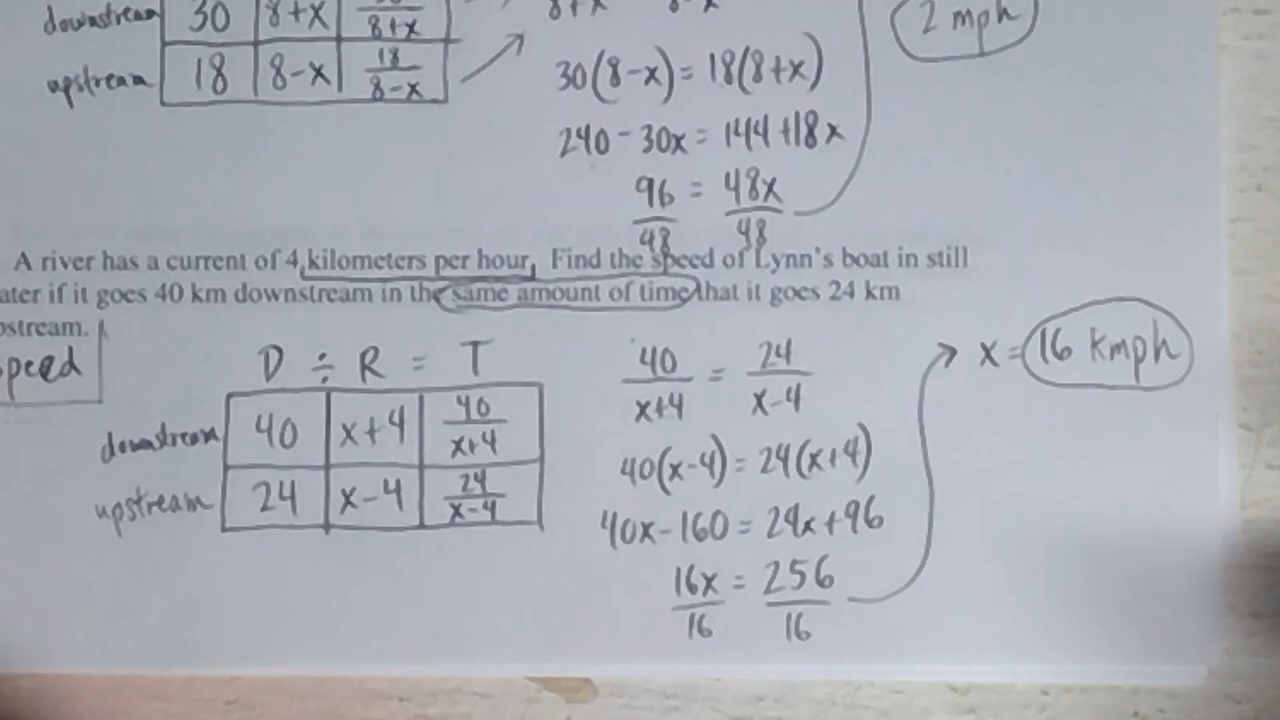 downstream 30 8+x 8+x
upstream 18 8-x 18/8-x
2 mph
30(8-x) = 18(8+x)
240 - 30x = 144 + 18x
96/48 = 48x/48
A river has a current of 4 kilometers per hour. Find the speed of Lynn's boat in still
ater if it goes 40 km downstream in the same amount of time that it goes 24 km
pstream.
peed
D ÷ R = T
downstream 40 x+4 40/x+4
upstream 24 x-4 24/x-4
40/x+4 = 24/x-4
40(x-4) = 24(x+4)
40x-160 = 24x+96
16x/16 = 256/16
x = 16 kmph